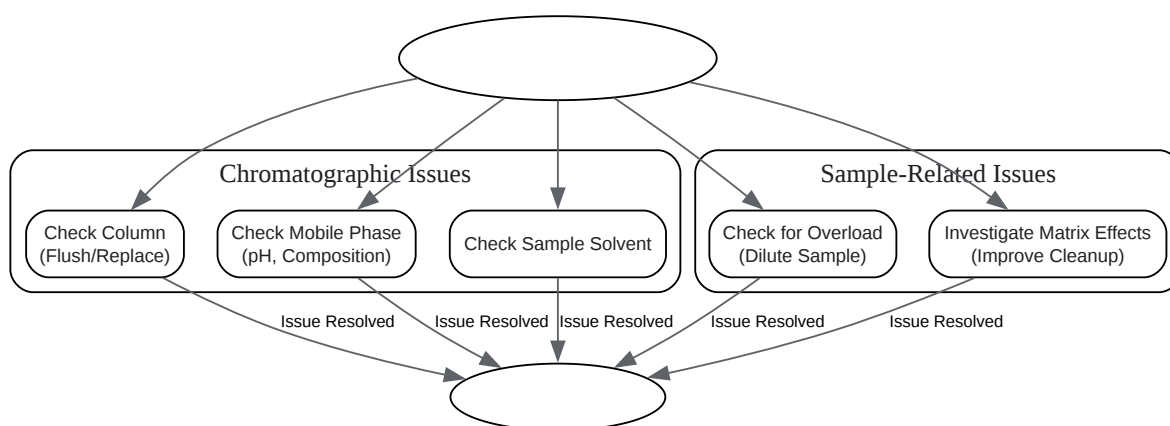 Chromatographic Issues
Sample-Related Issues
Check Column
(Flush/Replace)
Check Mobile Phase
(pH, Composition)
Check Sample Solvent
Check for Overload
(Dilute Sample)
Investigate Matrix Effects
(Improve Cleanup)
Issue Resolved
Issue Resolved
Issue Resolved
Issue Resolved
Issue Resolved